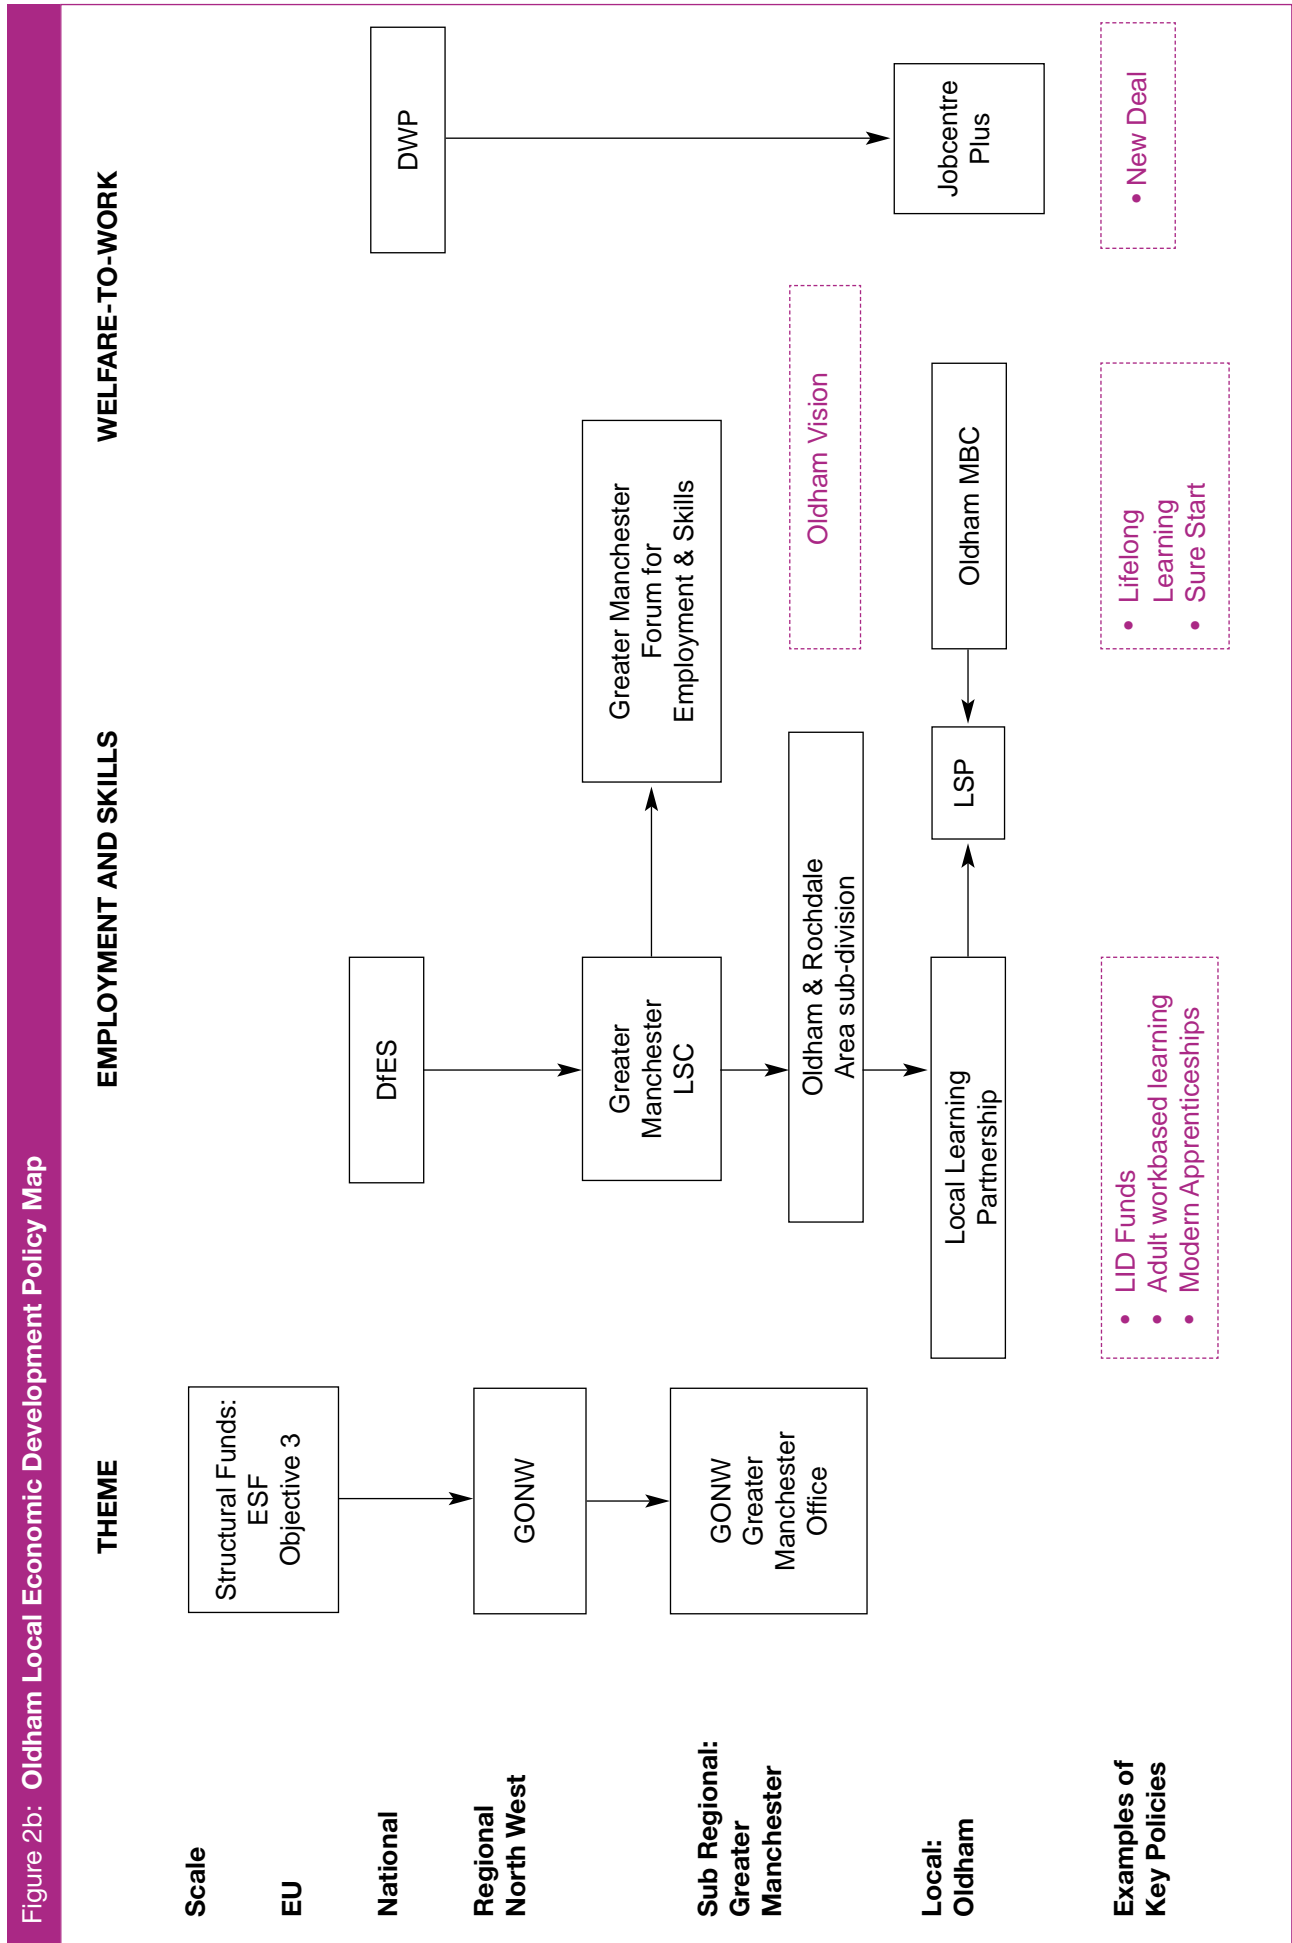 Figure 2b: Oldham Local Economic Development Policy Map
THEME
EMPLOYMENT AND SKILLS
WELFARE-TO-WORK
Scale
EU
Structural Funds:
ESF
Objective 3
National
DfES
DWP
Regional
North West
GONW
Sub Regional:
Greater
Manchester
GONW
Greater
Manchester
Office
Greater
Manchester
LSC
Greater Manchester
Forum for
Employment & Skills
Oldham & Rochdale
Area sub-division
Oldham Vision
Local:
Oldham
Local Learning
Partnership
LSP
Oldham MBC
Jobcentre
Plus
Examples of
Key Policies
• LID Funds
• Adult workbased learning
• Modern Apprenticeships
• Lifelong
Learning
• Sure Start
• New Deal